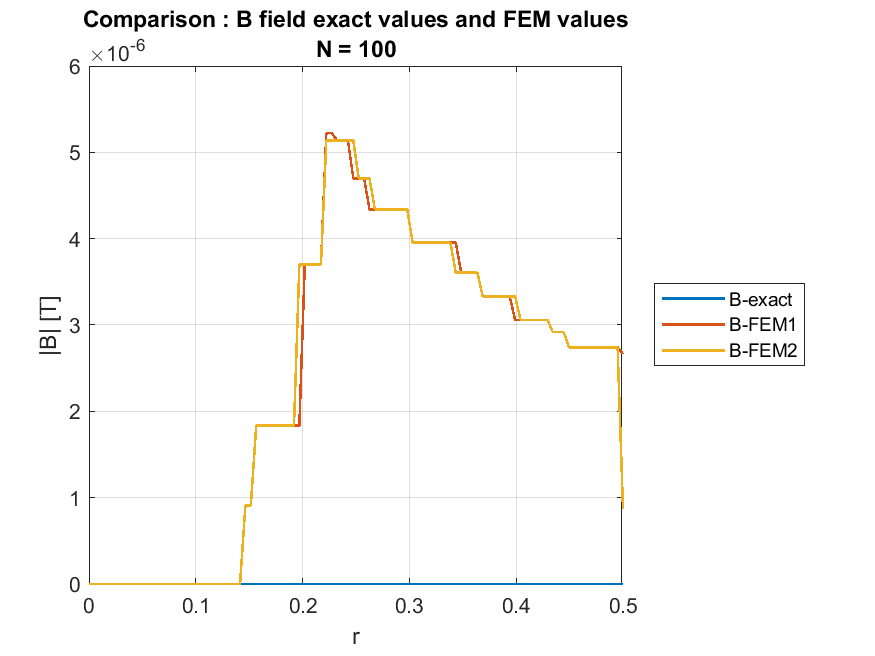 Comparison : B field exact values and FEM values
N = 100
×10-6
6
5
4
3
2
1
0
|B| [T]
0 0.1 0.2 0.3 0.4 0.5
r
B-exact
B-FEM1
B-FEM2